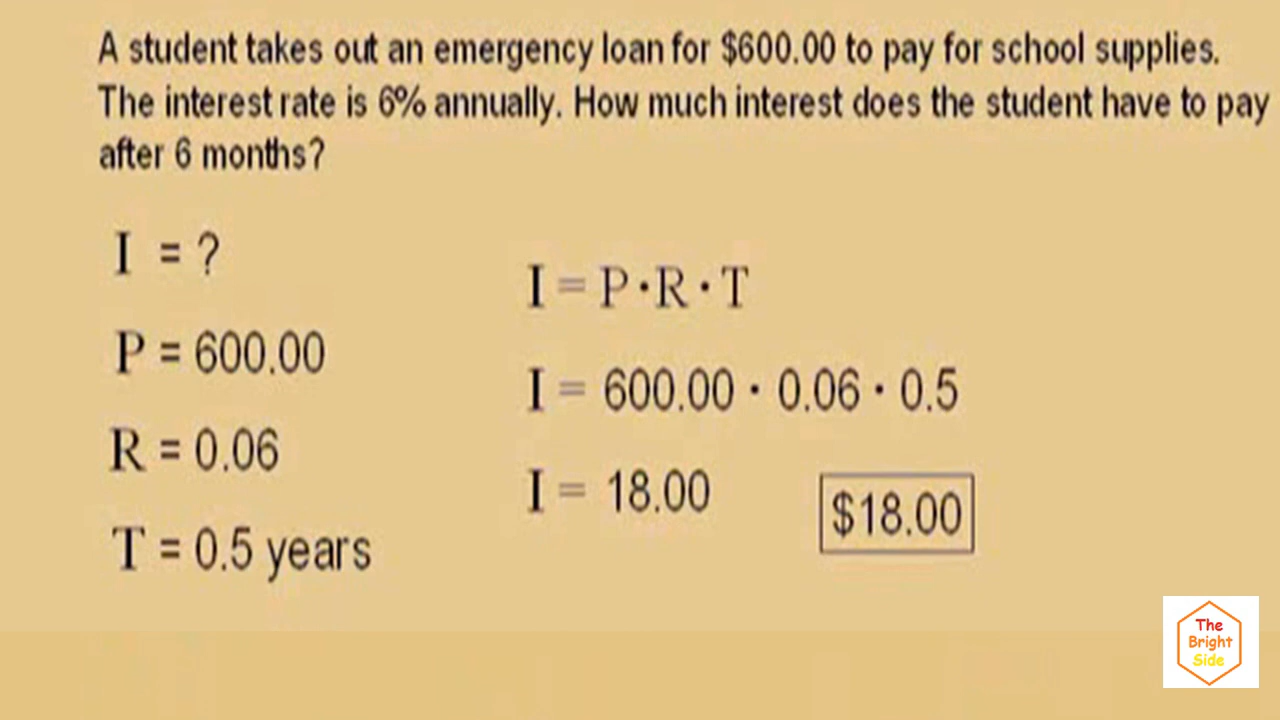 A student takes out an emergency loan for $600.00 to pay for school supplies.
The interest rate is 6% annually. How much interest does the student have to pay
after 6 months?
I = ?
P = 600.00
R = 0.06
T = 0.5 years
I = P · R · T
I = 600.00 · 0.06 · 0.5
I = 18.00
$18.00
The
Bright
Side